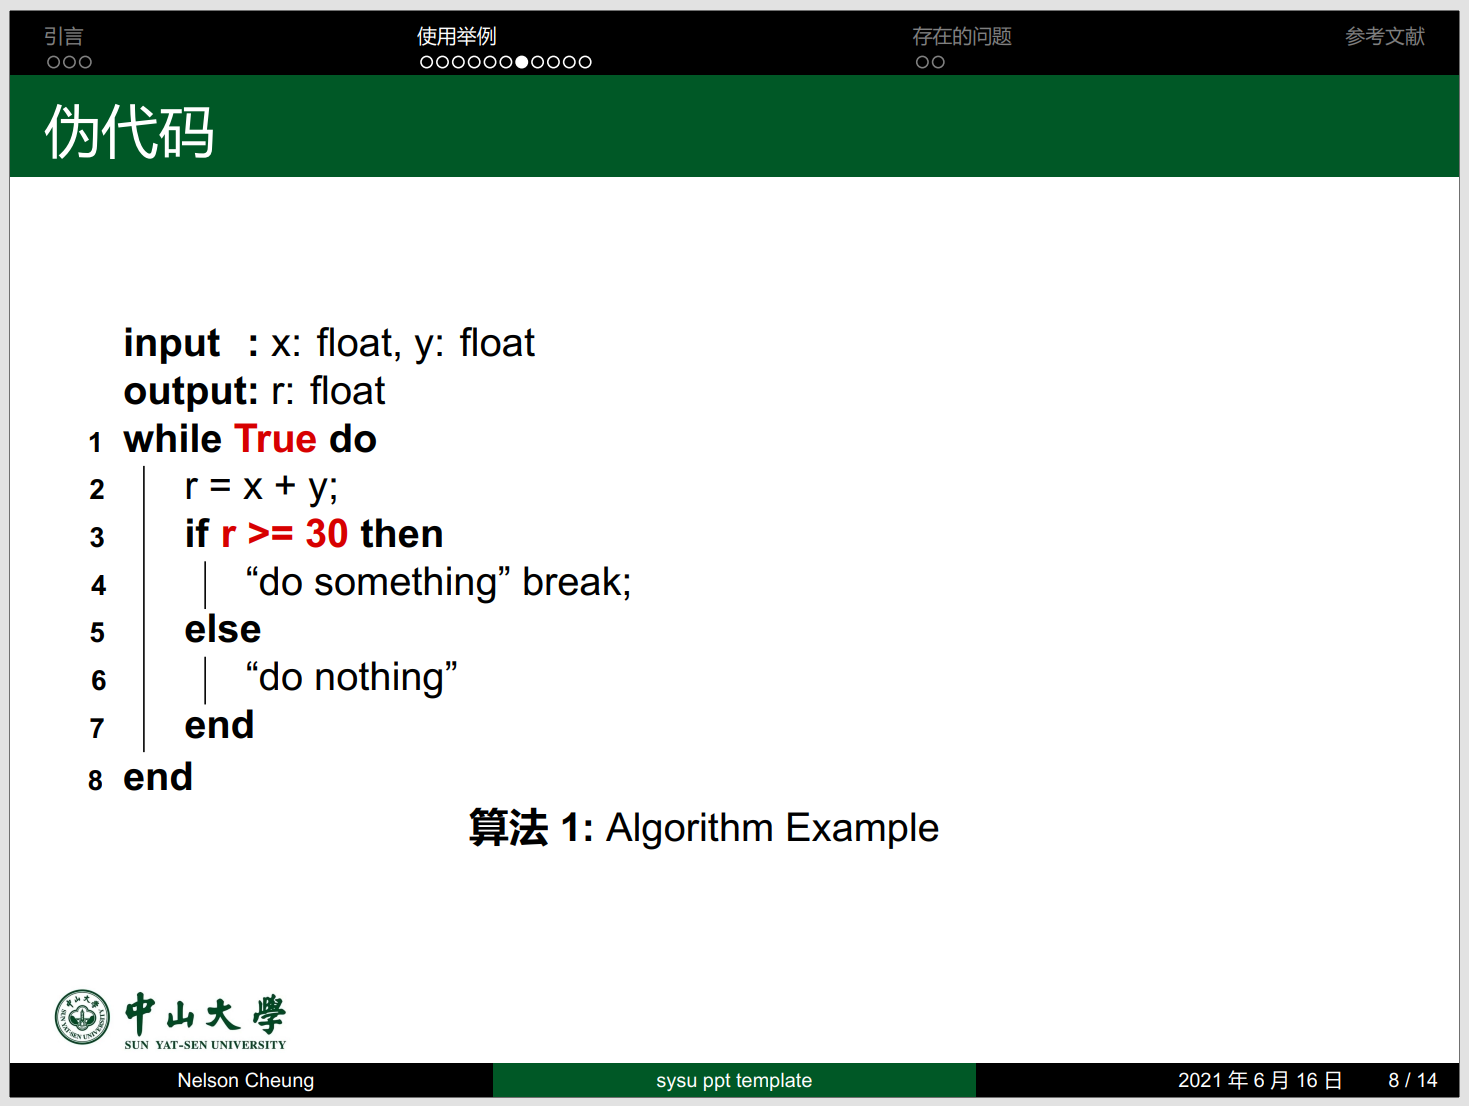 引言 使用举例 存在的问题 参考文献
伪代码
input : x: float, y: float
output: r: float
1 while True do
2 r = x + y;
3 if r >= 30 then
4 “do something” break;
5 else
6 “do nothing”
7 end
8 end
算法 1: Algorithm Example
中山大學
SUN YAT-SEN UNIVERSITY
Nelson Cheung sysu ppt template 2021 年 6 月 16 日 8 / 14